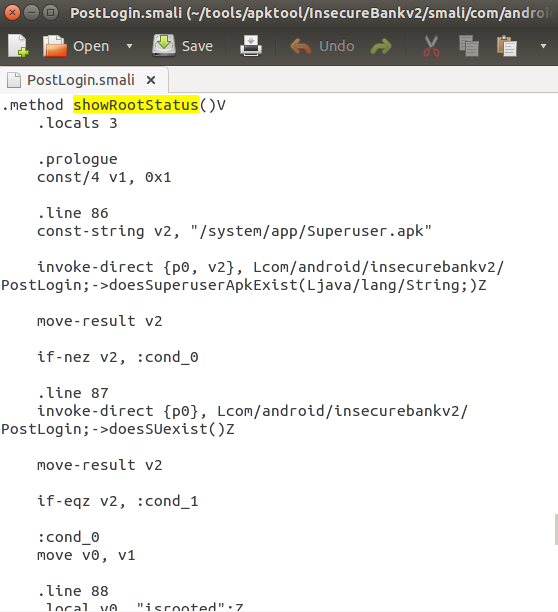 PostLogin.smali (~/tools/apktool/InsecureBankv2/smali/com/andro
Open
Save
Undo
PostLogin.smali
.method showRootStatus()V
.locals 3
.prologue
const/4 v1, 0x1
.line 86
const-string v2, "/system/app/Superuser.apk"
invoke-direct {p0, v2}, Lcom/android/insecurebankv2/
PostLogin;->doesSuperuserApkExist(Ljava/lang/String;)Z
move-result v2
if-nez v2, :cond_0
.line 87
invoke-direct {p0}, Lcom/android/insecurebankv2/
PostLogin;->doesSUexist()Z
move-result v2
if-eqz v2, :cond_1
:cond_0
move v0, v1
.line 88
.local v0, "isrooted":Z